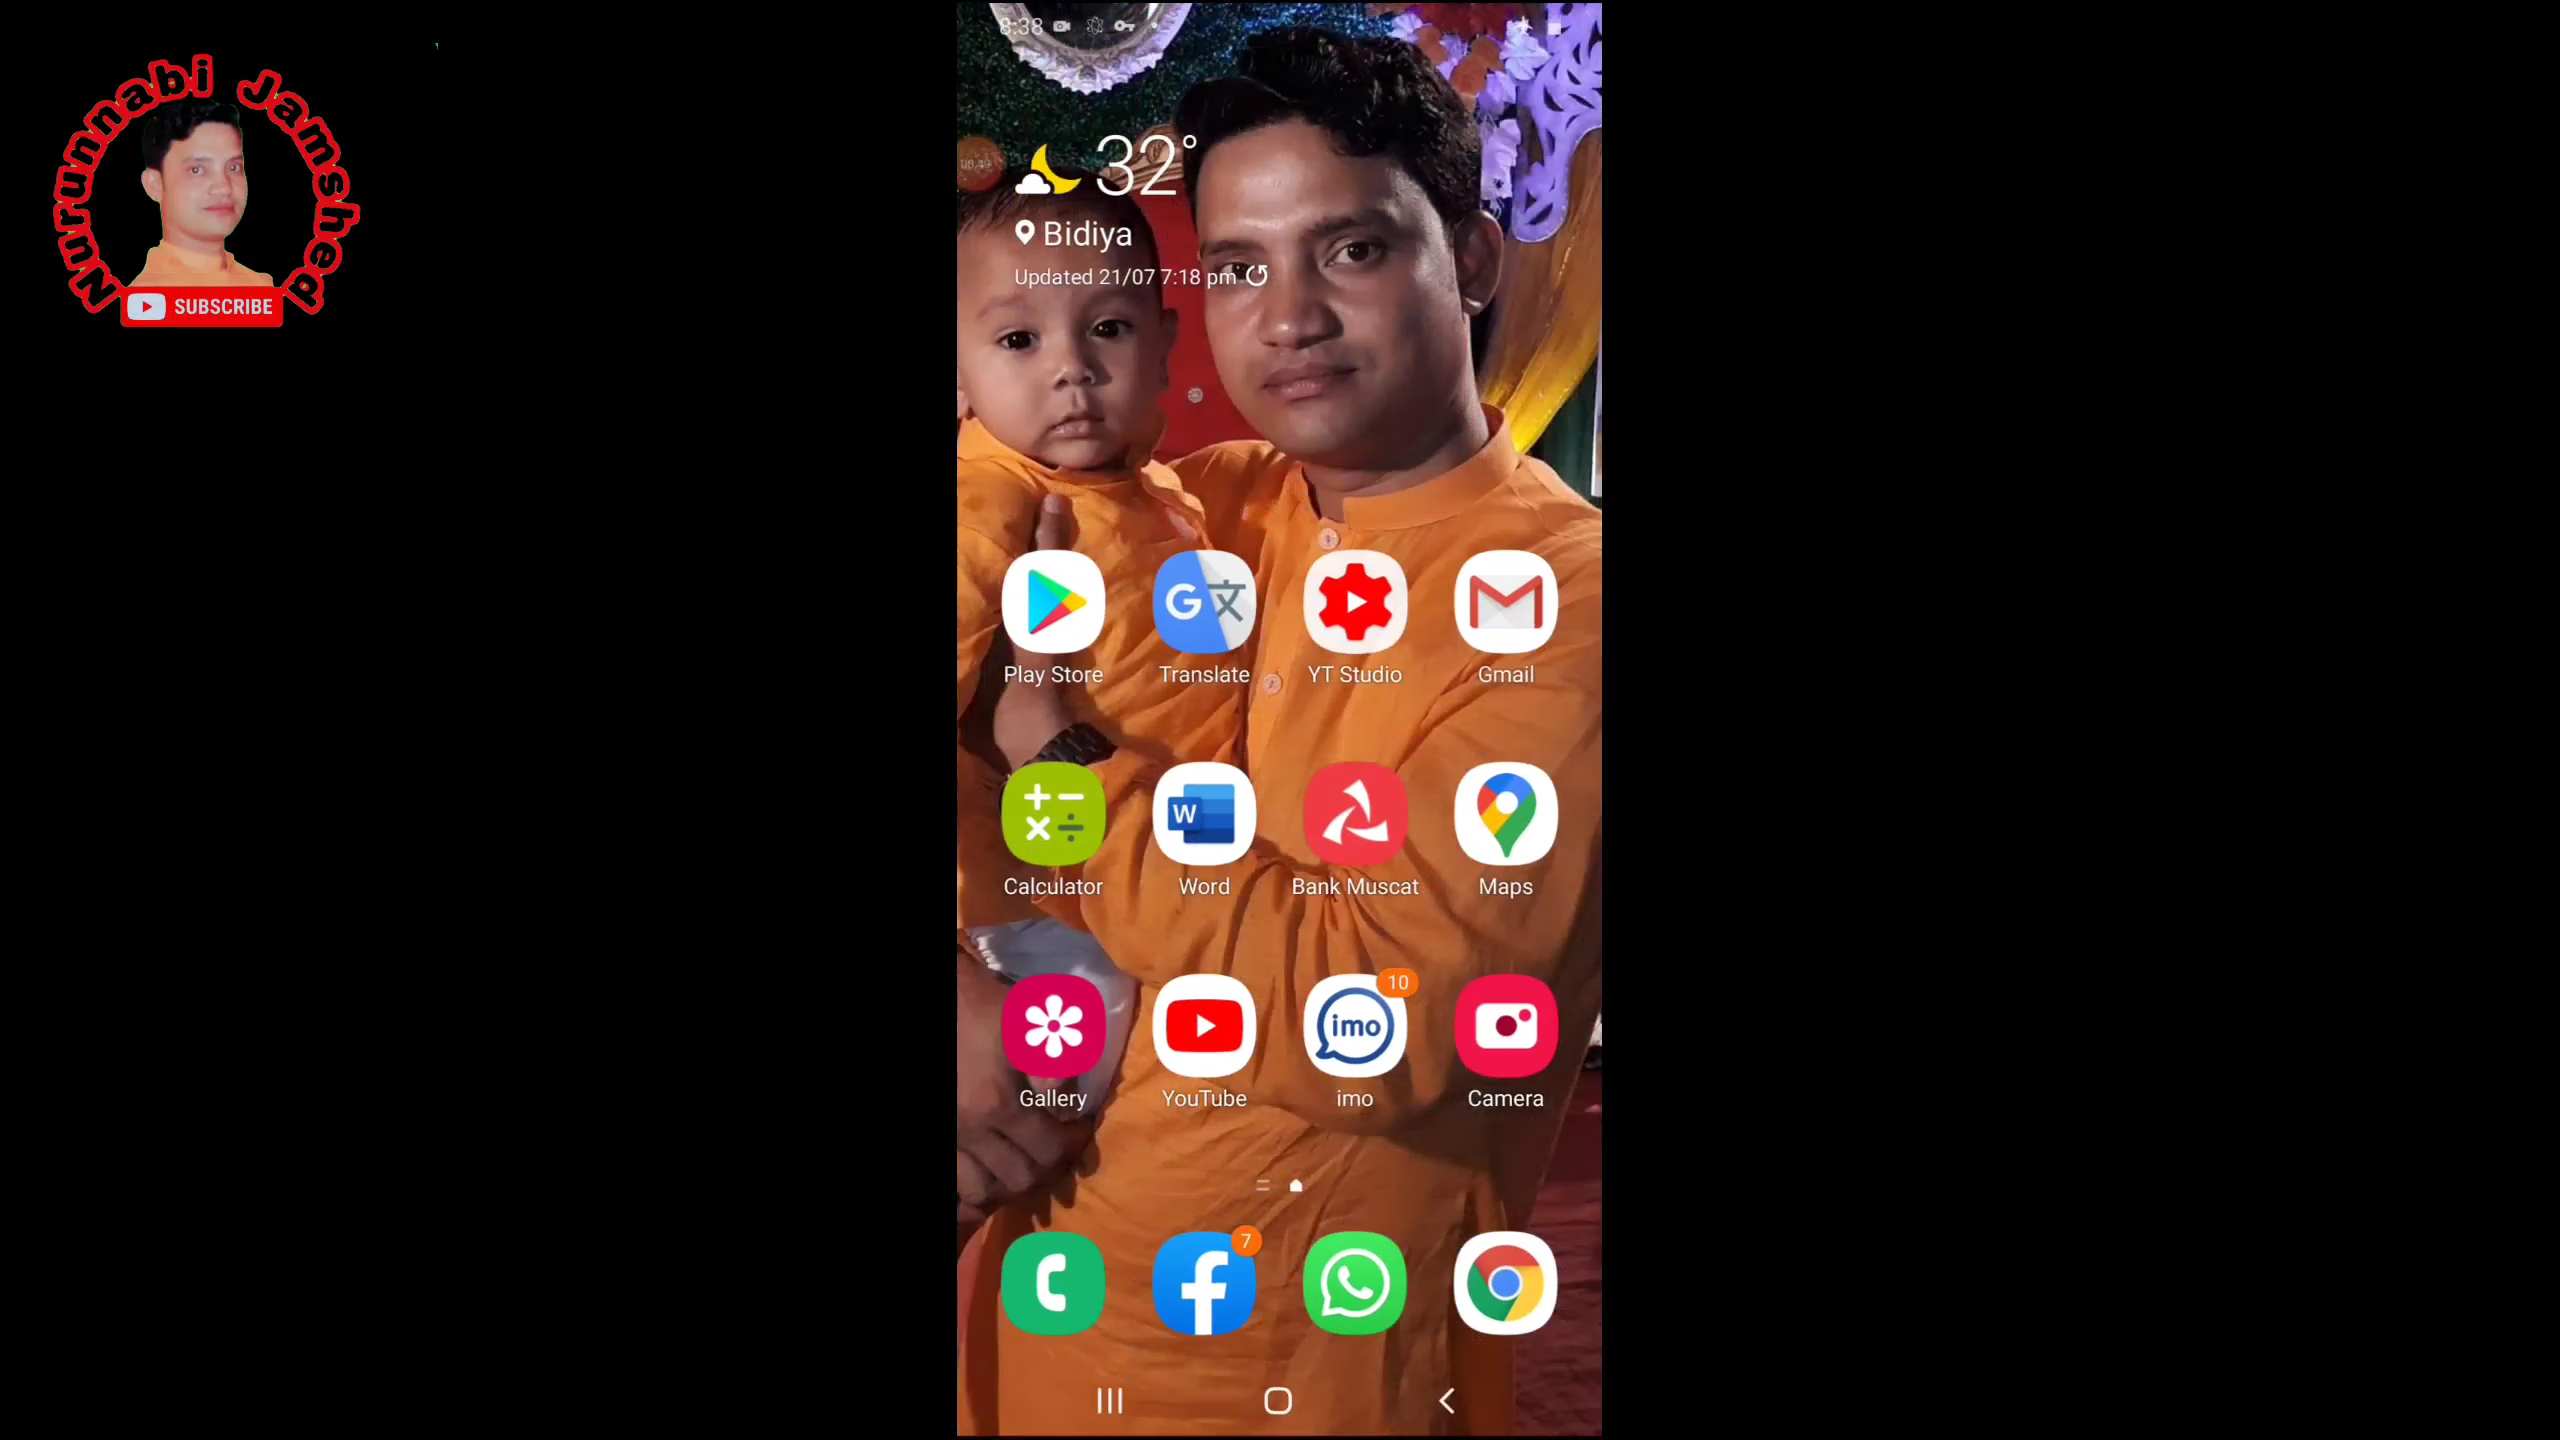 Nurunnabi Jamshed
SUBSCRIBE
8:38
32°
Bidiya
Updated 21/07 7:18 pm
Play Store
Translate
YT Studio
Gmail
Calculator
W
Word
Bank Muscat
Maps
10
imo
Gallery
YouTube
imo
Camera
7